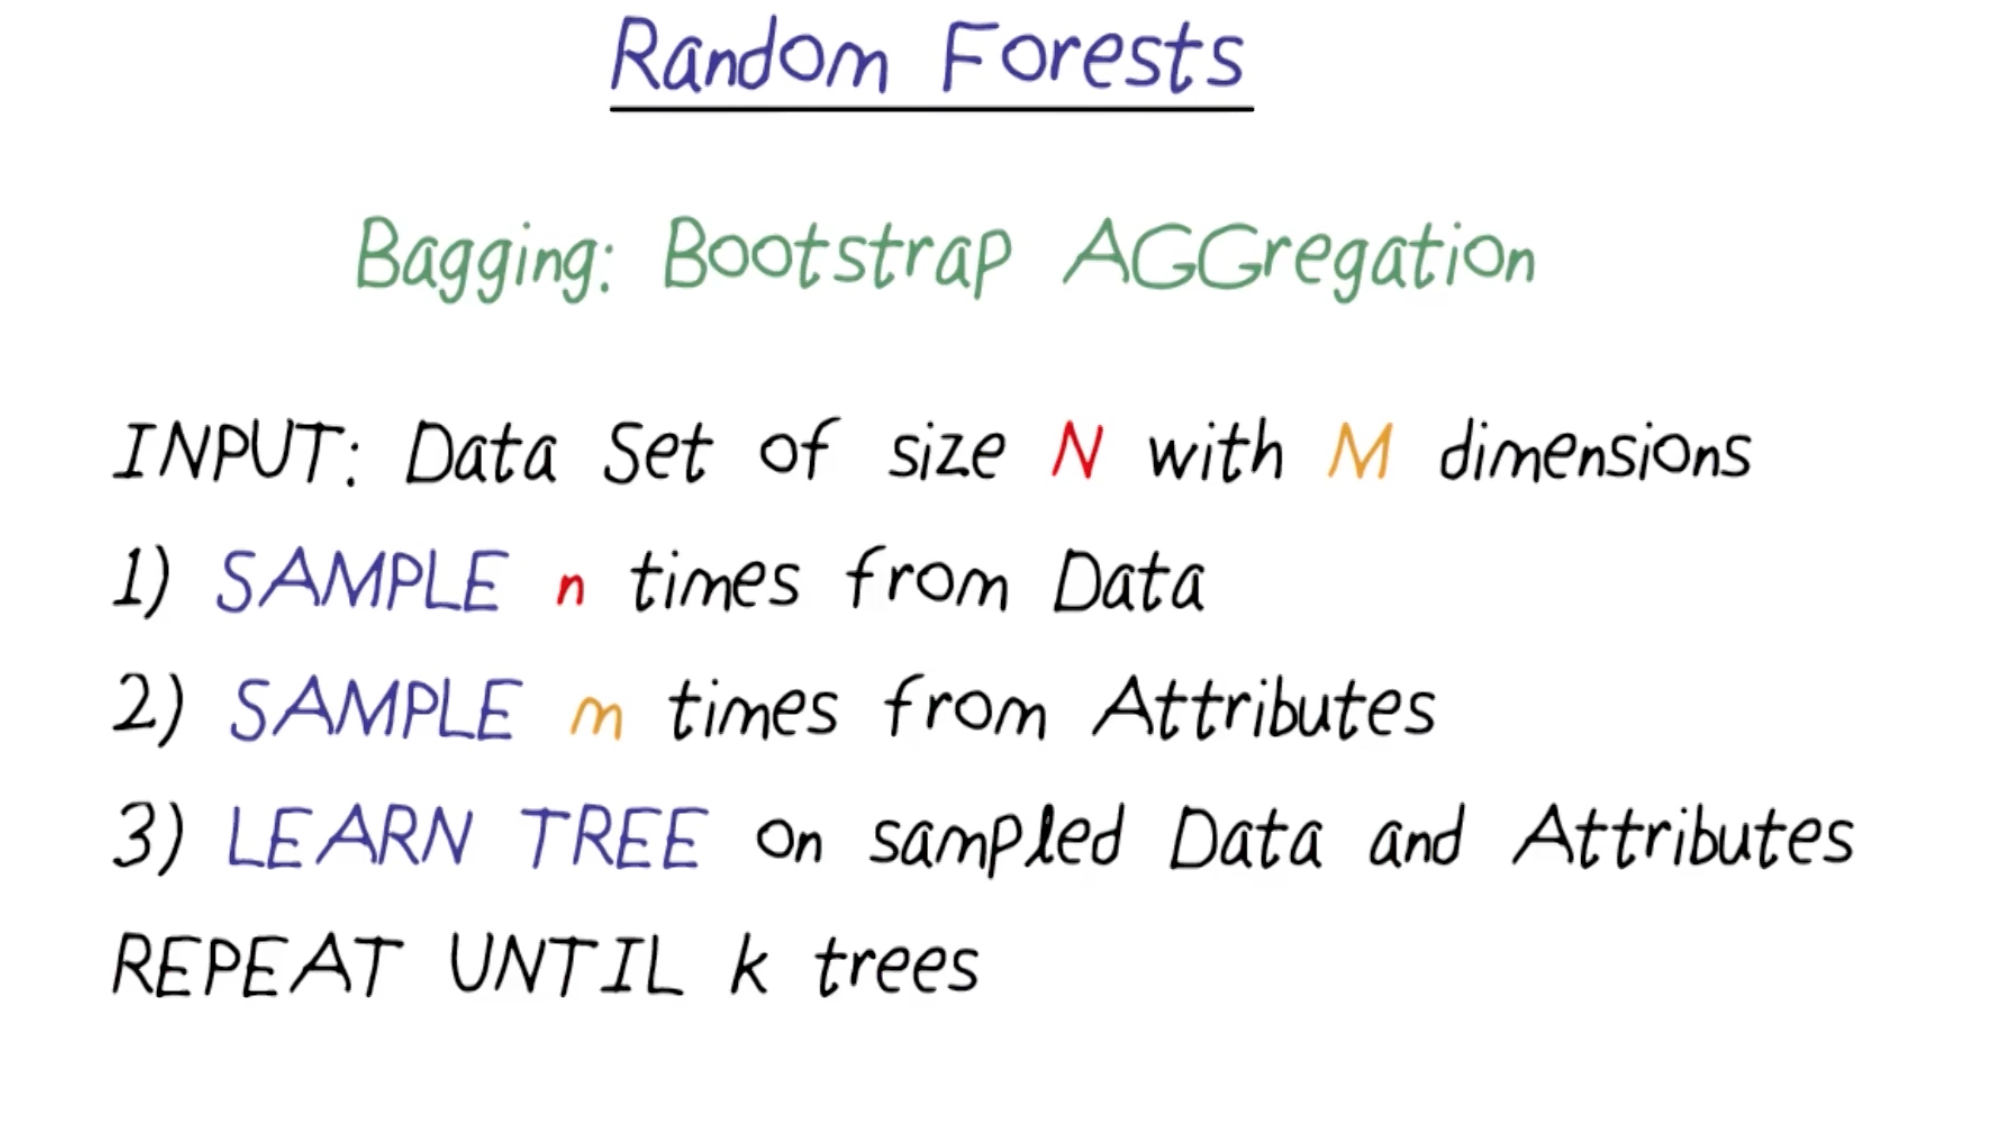 Random Forests
Bagging: Bootstrap AGGregation
INPUT: Data Set of size N with M dimensions
1) SAMPLE n times from Data
2) SAMPLE m times from Attributes
3) LEARN TREE on sampled Data and Attributes
REPEAT UNTIL k trees